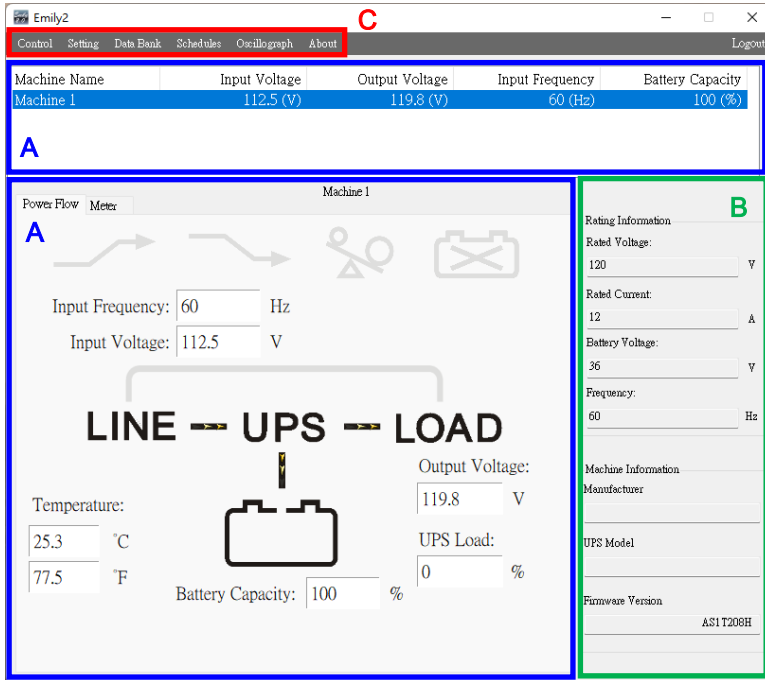 Emily2
C
Control Setting Data Bank Schedules Oscillograph About Logout
Machine Name Input Voltage Output Voltage Input Frequency Battery Capacity
Machine 1 112.5 (V) 119.8 (V) 60 (Hz) 100 (%)
A
Machine 1
Power Flow Meter
A
Input Frequency: 60 Hz
Input Voltage: 112.5 V
LINE UPS LOAD
Output Voltage:
119.8 V
Temperature:
25.3 °C
77.5 °F
UPS Load:
0 %
Battery Capacity: 100 %
B
Rating Information
Rated Voltage:
120 V
Rated Current:
12 A
Battery Voltage:
36 V
Frequency:
60 Hz
Machine Information
Manufacturer
UPS Model
Firmware Version
AS1T208H